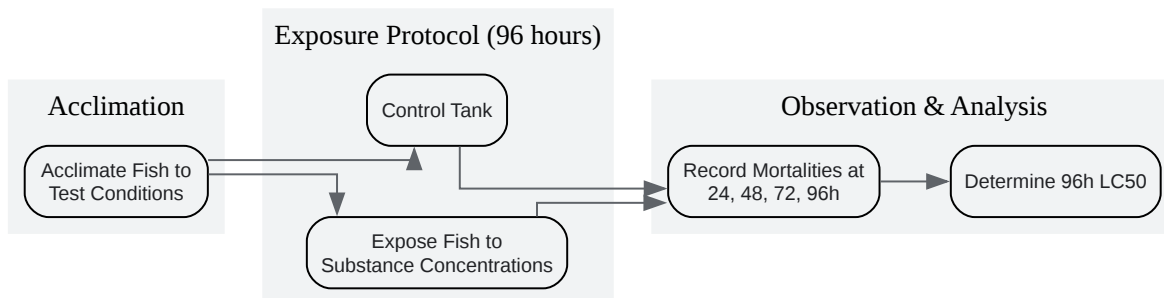 Acclimation
Acclimate Fish to
Test Conditions
Exposure Protocol (96 hours)
Control Tank
Expose Fish to
Substance Concentrations
Observation & Analysis
Record Mortalities at
24, 48, 72, 96h
Determine 96h LC50